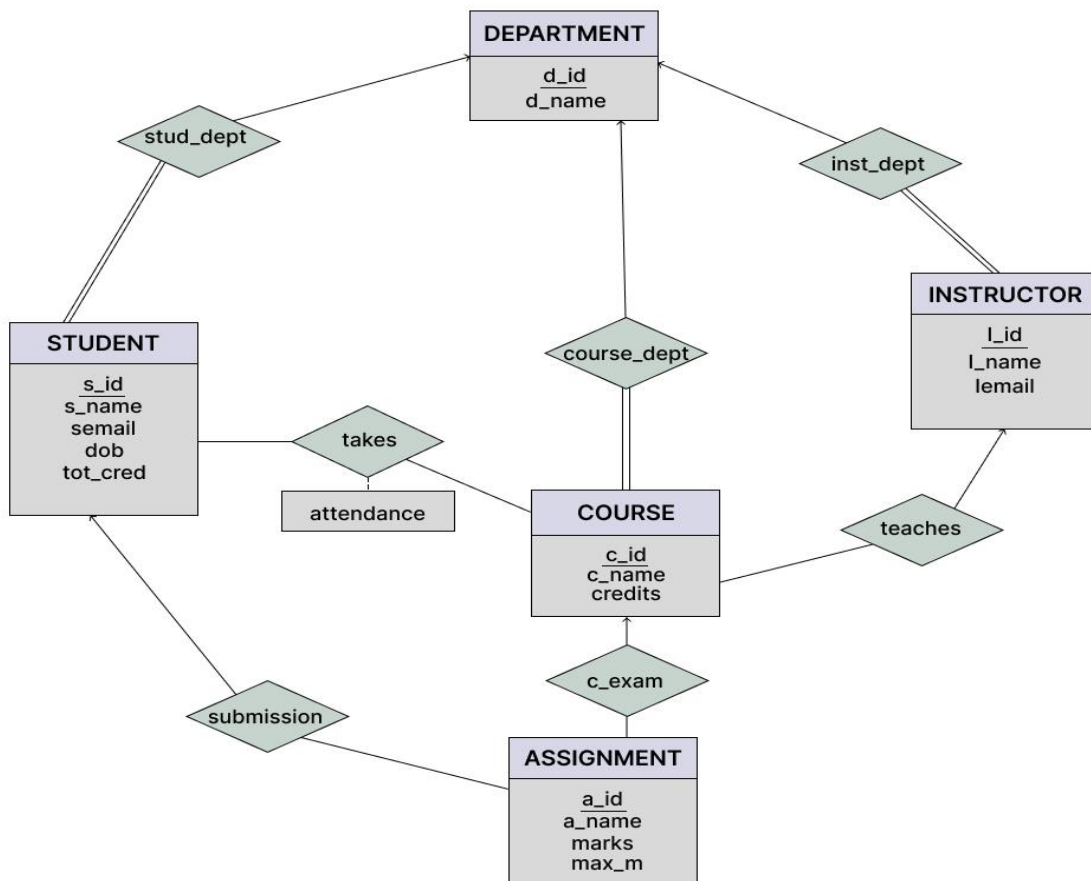 DEPARTMENT
d_id
d_name
stud_dept
inst_dept
INSTRUCTOR
I_id
I_name
Iemail
STUDENT
s_id
s_name
semail
dob
tot_cred
course_dept
takes
attendance
COURSE
c_id
c_name
credits
teaches
c_exam
submission
ASSIGNMENT
a_id
a_name
marks
max_m